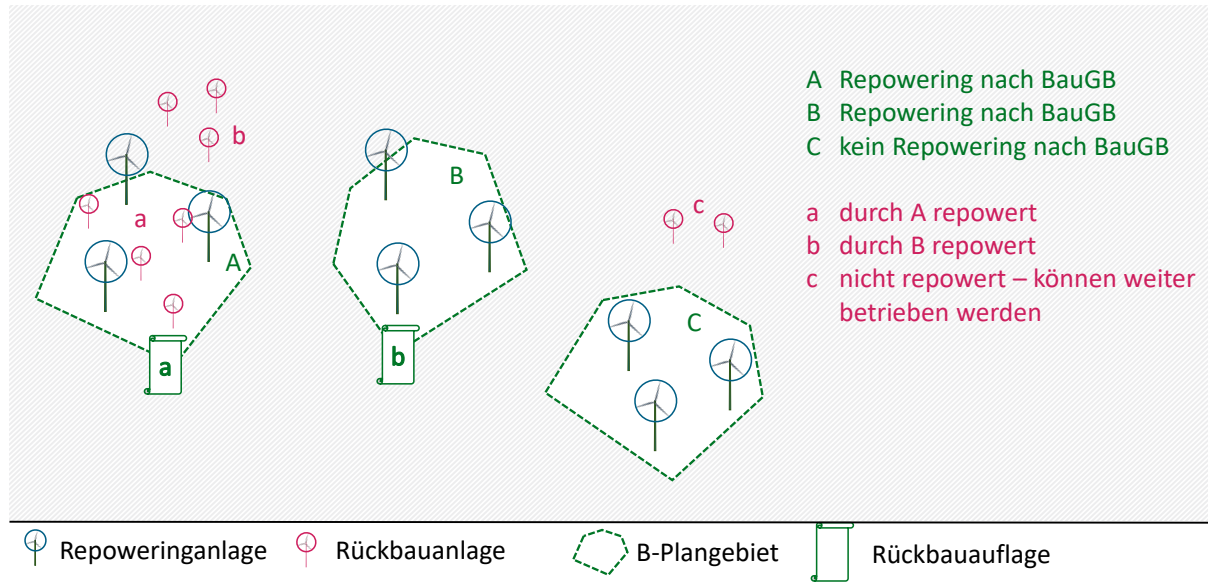 A Repowering nach BauGB
B Repowering nach BauGB
C kein Repowering nach BauGB
a durch A repowert
b durch B repowert
c nicht repowert – können weiter
betrieben werden
b
a
A
a
B
b
c
C
Repoweringanlage
Rückbauanlage
B-Plangebiet
Rückbauauflage